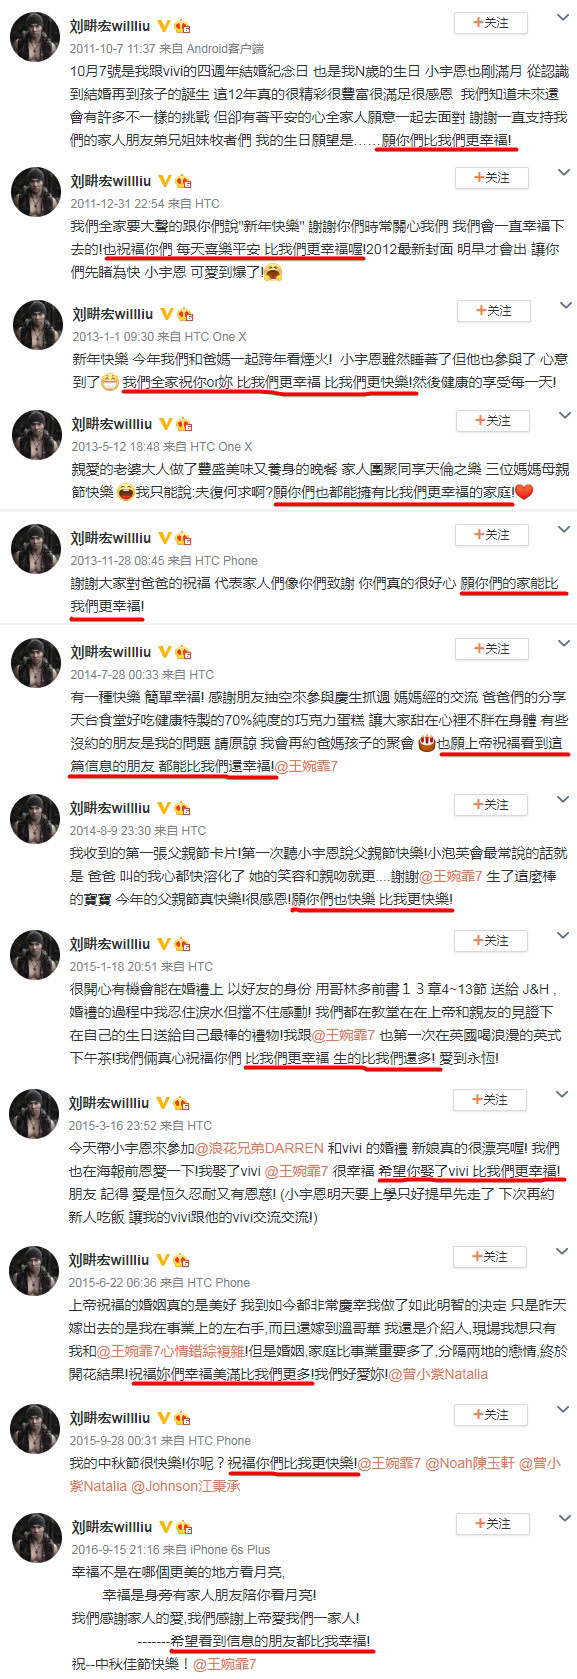 刘畊宏willliu
+关注
2011-10-7 11:37 来自 Android客户端
10月7號是我跟vivi的四週年結婚紀念日 也是我N歲的生日 小宇恩也剛滿月 從認識
到結婚再到孩子的誕生 這12年真的很精彩很豐富很滿足很感恩 我們知道未來還
會有許多不一樣的挑戰 但卻有著平安的心全家人願意一起去面對 謝謝一直支持我
們的家人朋友弟兄姐妹牧者們 我的生日願望是……願你們比我們更幸福!
刘畊宏willliu
+关注
2011-12-31 22:54 来自 HTC
我們全家要大聲的跟你們說"新年快樂" 謝謝你們時常關心我們 我們會一直幸福下
去的!也祝福你們 每天喜樂平安 比我們更幸福喔!2012最新封面 明早才會出 讓你
們先睹為快 小宇恩 可愛到爆了!
刘畊宏willliu
+关注
2013-1-1 09:30 来自 HTC One X
新年快樂 今年我們和爸媽一起跨年看煙火! 小宇恩雖然睡著了但他也參與了 心意
到了 我們全家祝你or妳 比我們更幸福 比我們更快樂!然後健康的享受每一天!
刘畊宏willliu
+关注
2013-5-12 18:48 来自 HTC One X
親愛的老婆大人做了豐盛美味又養身的晚餐 家人團聚同享天倫之樂 三位媽媽母親
節快樂 我只能說:夫復何求啊?願你們也都能擁有比我們更幸福的家庭!
刘畊宏willliu
+关注
2013-11-28 08:45 来自 HTC Phone
謝謝大家對爸爸的祝福 代表家人們像你們致謝 你們真的很好心 願你們的家能比
我們更幸福!
刘畊宏willliu
+关注
2014-7-28 00:33 来自 HTC
有一種快樂 簡單幸福! 感謝朋友抽空來參與慶生抓週 媽媽經的交流 爸爸們的分享
天台食堂好吃健康特製的70%純度的巧克力蛋糕 讓大家甜在心裡不胖在身體 有些
沒約的朋友是我的問題 請原諒 我會再約爸媽孩子的聚會 也願上帝祝福看到這
篇信息的朋友 都能比我們還幸福!@王婉霏7
刘畊宏willliu
+关注
2014-8-9 23:30 来自 HTC
我收到的第一張父親節卡片!第一次聽小宇恩說父親節快樂!小泡芙會最常說的話就
是 爸爸 叫的我心都快溶化了 她的笑容和親吻就更....謝謝@王婉霏7 生了這麼棒
的寶寶 今年的父親節真快樂!很感恩!願你們也快樂 比我更快樂!
刘畊宏willliu
+关注
2015-1-18 20:51 来自 HTC
很開心有機會能在婚禮上 以好友的身份 用哥林多前書１３章4~13節 送給 J&H ,
婚禮的過程中我忍住淚水但擋不住感動! 我們都在教堂在在上帝和親友的見證下
在自己的生日送給自己最棒的禮物!我跟@王婉霏7 也第一次在英國喝浪漫的英式
下午茶!我們倆真心祝福你們 比我們更幸福 生的比我們還多! 愛到永恆!
刘畊宏willliu
+关注
2015-3-16 23:52 来自 HTC
今天帶小宇恩來參加@浪花兄弟DARREN 和vivi 的婚禮 新娘真的很漂亮喔! 我們
也在海報前恩愛一下!我娶了vivi @王婉霏7 很幸福 希望你娶了vivi 比我們更幸福!
朋友 記得 愛是恆久忍耐又有恩慈! (小宇恩明天要上學只好提早先走了 下次再約
新人吃飯 讓我的vivi跟他的vivi交流交流!)
刘畊宏willliu
+关注
2015-6-22 06:36 来自 HTC Phone
上帝祝福的婚姻真的是美好 我到如今都非常慶幸我做了如此明智的決定 只是昨天
嫁出去的是我在事業上的左右手,而且還嫁到溫哥華 我還是介紹人,現場我想只有
我和@王婉霏7心情錯綜複雜!但是婚姻,家庭比事業重要多了,分隔兩地的戀情,終於
開花結果!祝福妳們幸福美滿比我們更多!我們好愛妳!@曾小紫Natalia
刘畊宏willliu
+关注
2015-9-28 00:31 来自 HTC Phone
我的中秋節很快樂!你呢？祝福你們比我更快樂!@王婉霏7 @Noah陳玉軒 @曾小
紫Natalia @Johnson江秉承
刘畊宏willliu
+关注
2016-9-15 21:16 来自 iPhone 6s Plus
幸福不是在哪個更美的地方看月亮,
幸福是身旁有家人朋友陪你看月亮!
我們感謝家人的愛,我們感謝上帝愛我們一家人!
-------希望看到信息的朋友都比我幸福!
祝--中秋佳節快樂！@王婉霏7